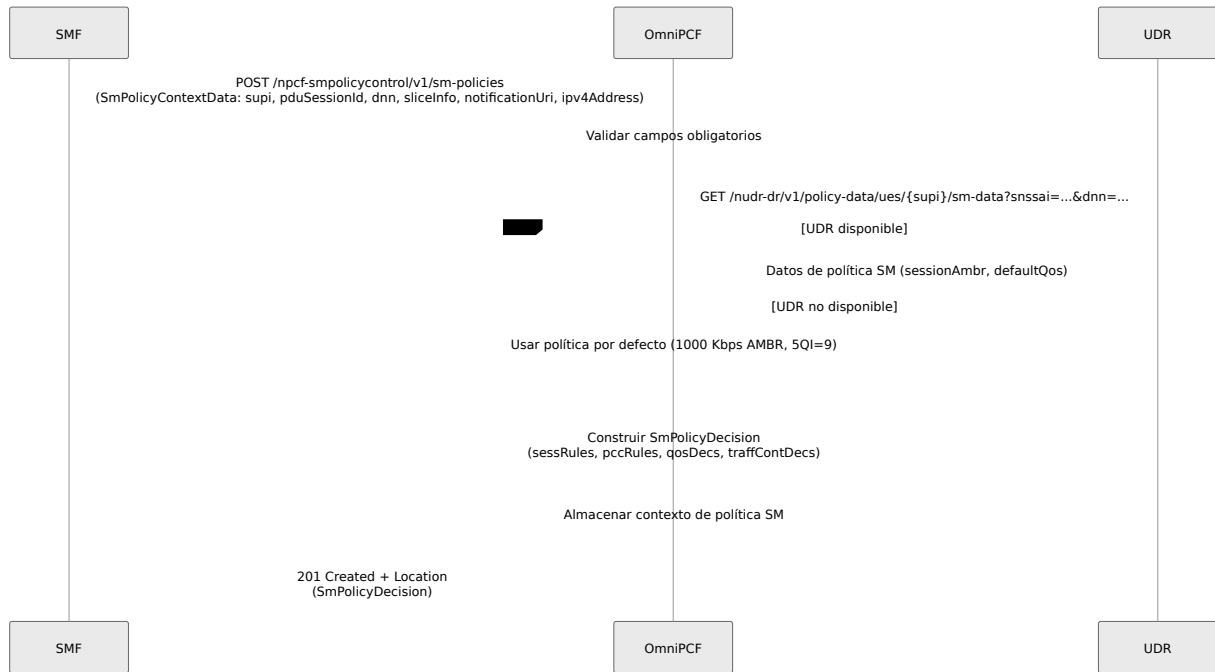 SMF
OmniPCF
UDR
POST /npcf-smpolicycontrol/v1/sm-policies
(SmPolicyContextData: supi, pduSessionId, dnn, sliceInfo, notificationUri, ipv4Address)
Validar campos obligatorios
GET /nudr-dr/v1/policy-data/ues/{supi}/sm-data?snssai=...&dnn=...
[UDR disponible]
Datos de política SM (sessionAmbr, defaultQos)
[UDR no disponible]
Usar política por defecto (1000 Kbps AMBR, 5QI=9)
Construir SmPolicyDecision
(sessRules, pccRules, qosDecs, traffContDecs)
Almacenar contexto de política SM
201 Created + Location
(SmPolicyDecision)
SMF
OmniPCF
UDR